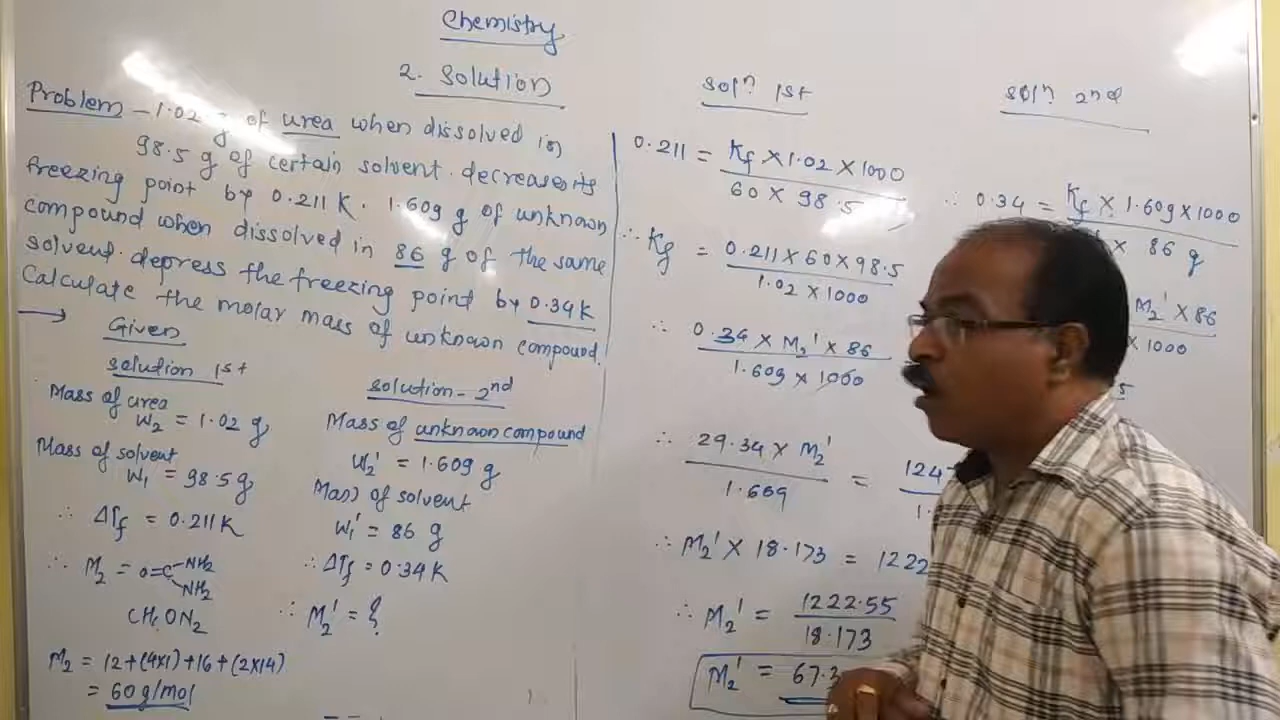 Chemistry
2. Solution
Problem - 1.02 g of urea when dissolved in
98.5 g of certain solvent. decreases its
freezing point by 0.211 K. 1.609 g of unknown
compound when dissolved in 86 g of the same
solvent. depress the freezing point by 0.34 K
Calculate the molar mass of unknown compound.
→ Given
solution 1st
Mass of urea
W₂ = 1.02 g
Mass of solvent
W₁ = 98.5 g
∴ ΔTf = 0.211 K
∴ M₂ = O=C-NH₂
NH₂
CH₄ON₂
M₂ = 12+(4×1)+16+(2×14)
= 60 g/mol
solution - 2nd
Mass of unknown compound
W₂' = 1.609 g
Mass of solvent
W₁' = 86 g
∴ ΔTf = 0.34 K
∴ M₂' = ?
solⁿ 1st
0.211 = Kf × 1.02 × 1000
60 × 98.5
∴ Kf = 0.211 × 60 × 98.5
1.02 × 1000
∴ 0.34 × M₂' × 86
1.609 × 1000
∴ 29.34 × M₂' =
1.609
∴ M₂' × 18.173 =
∴ M₂' = 1222.55
18.173
M₂' =
solⁿ. 2nd
∴ 0.34 = Kf × 1.609 × 1000
× 86 g
M₂' × 86
× 1000